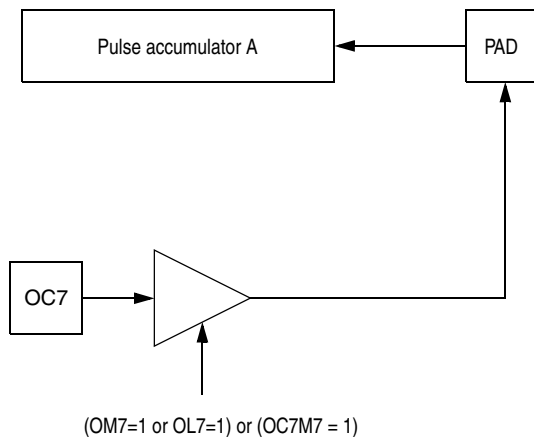 Pulse accumulator A
PAD
OC7
(OM7=1 or OL7=1) or (OC7M7 = 1)